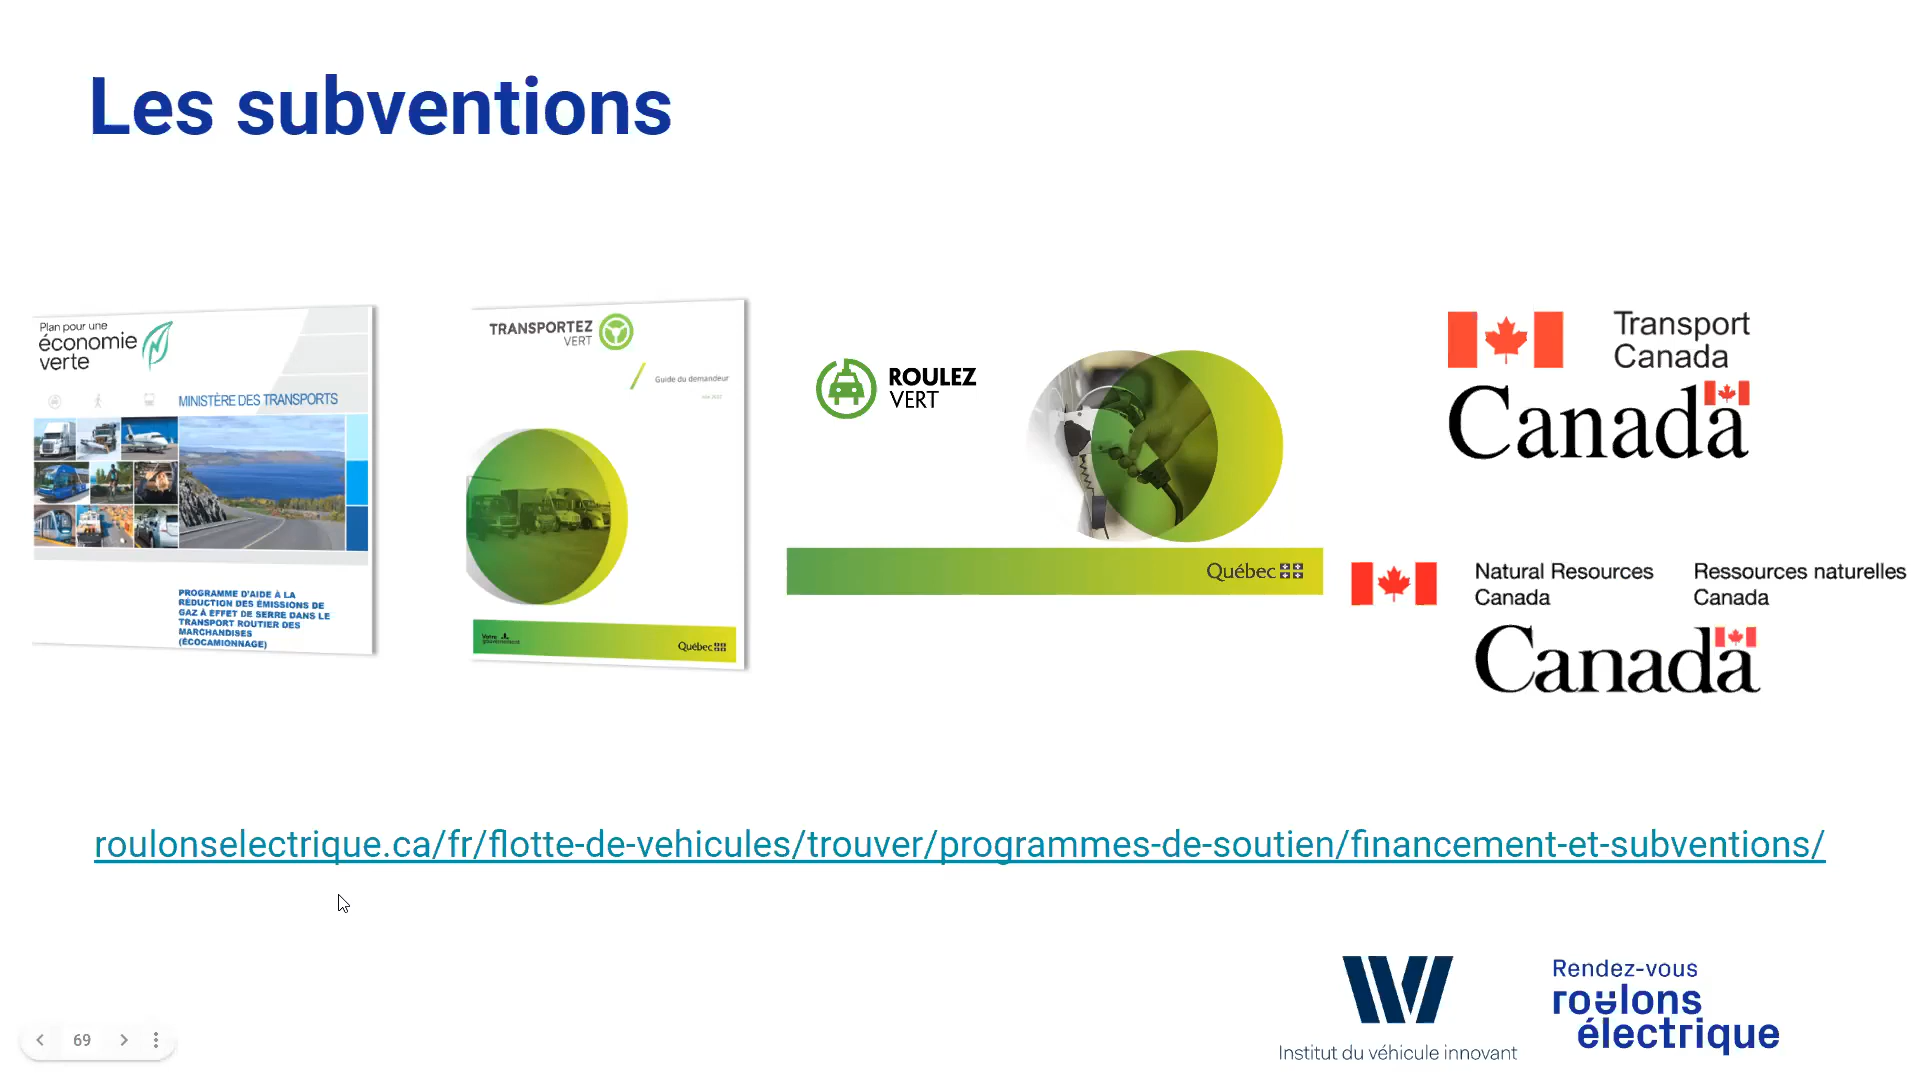 Les subventions
Plan pour une
économie
verte
MINISTÈRE DES TRANSPORTS
PROGRAMME D'AIDE À LA
RÉDUCTION DES ÉMISSIONS DE
GAZ À EFFET DE SERRE DANS LE
TRANSPORT ROUTIER DES
MARCHANDISES
(ÉCOCAMIONNAGE)
TRANSPORTEZ
VERT
Guide du demandeur
Votre
gouvernement
Québec
ROULEZ
VERT
Québec
Transport
Canada
Canada
Natural Resources
Canada
Ressources naturelles
Canada
Canada
roulonselectrique.ca/fr/flotte-de-vehicules/trouver/programmes-de-soutien/financement-et-subventions/
69
Institut du véhicule innovant
Rendez-vous
roulons
électrique